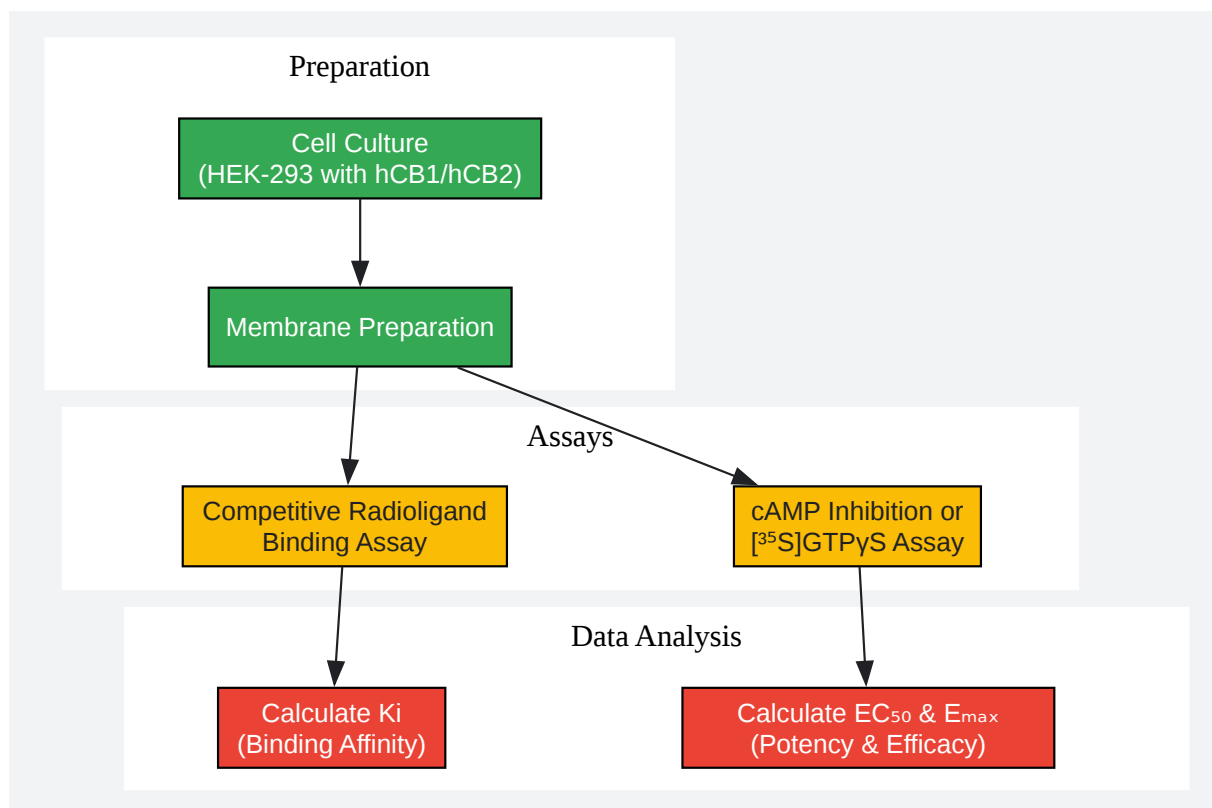 Preparation
Cell Culture
(HEK-293 with hCB1/hCB2)
Membrane Preparation
Assays
Competitive Radioligand
Binding Assay
cAMP Inhibition or
[³⁵S]GTPγS Assay
Data Analysis
Calculate Ki
(Binding Affinity)
Calculate EC₅₀ & Eₘₐₓ
(Potency & Efficacy)